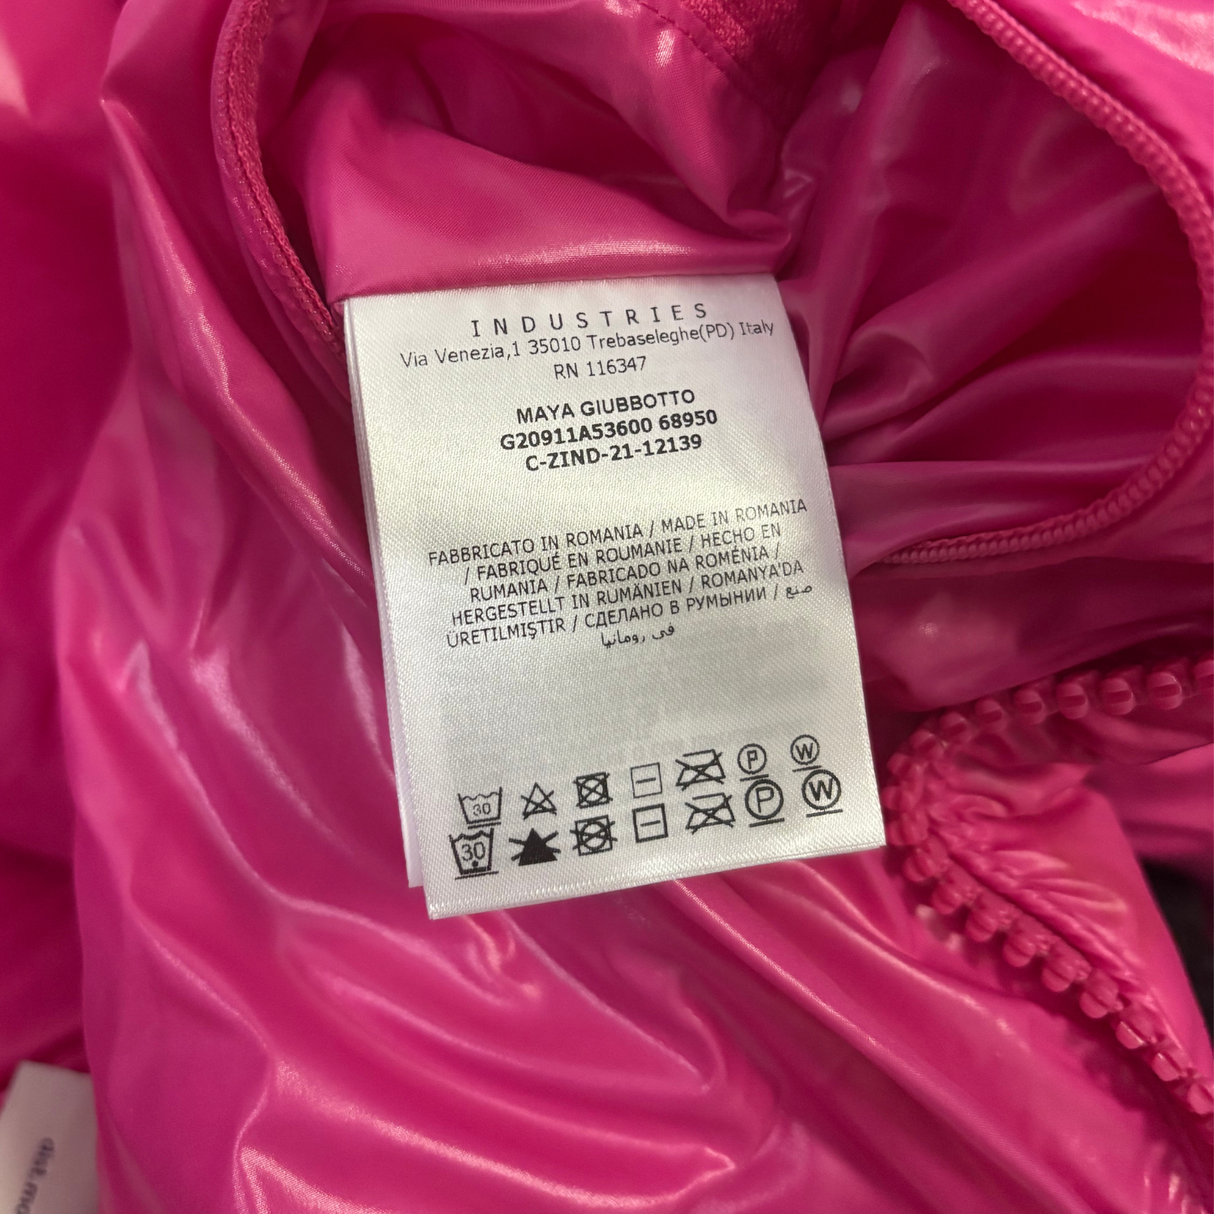 INDUSTRIES
Via Venezia,1 35010 Trebaseleghe(PD) Italy
RN 116347
MAYA GIUBBOTTO
G20911A53600 68950
C-ZIND-21-12139
FABBRICATO IN ROMANIA / MADE IN ROMANIA
/ FABRIQUÉ EN ROUMANIE / HECHO EN
RUMANIA / FABRICADO NA ROMÉNIA /
HERGESTELLT IN RUMÄNIEN / ROMANYA'DA
ÜRETILMIŞTIR / СДЕЛАНО В РУМЫНИИ / صنع
في رومانيا
30 P W
30 P W